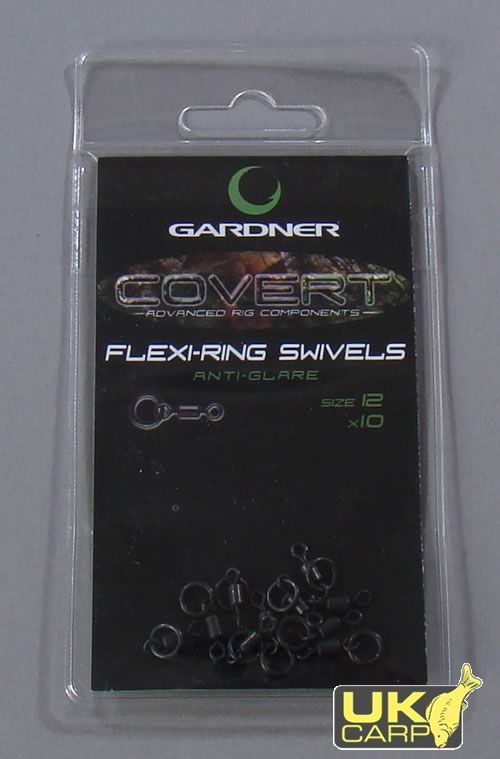 GARDNER
COVERT
ADVANCED RIG COMPONENTS
FLEXI-RING SWIVELS
ANTI-GLARE
SIZE 12
x10
UK
CARP